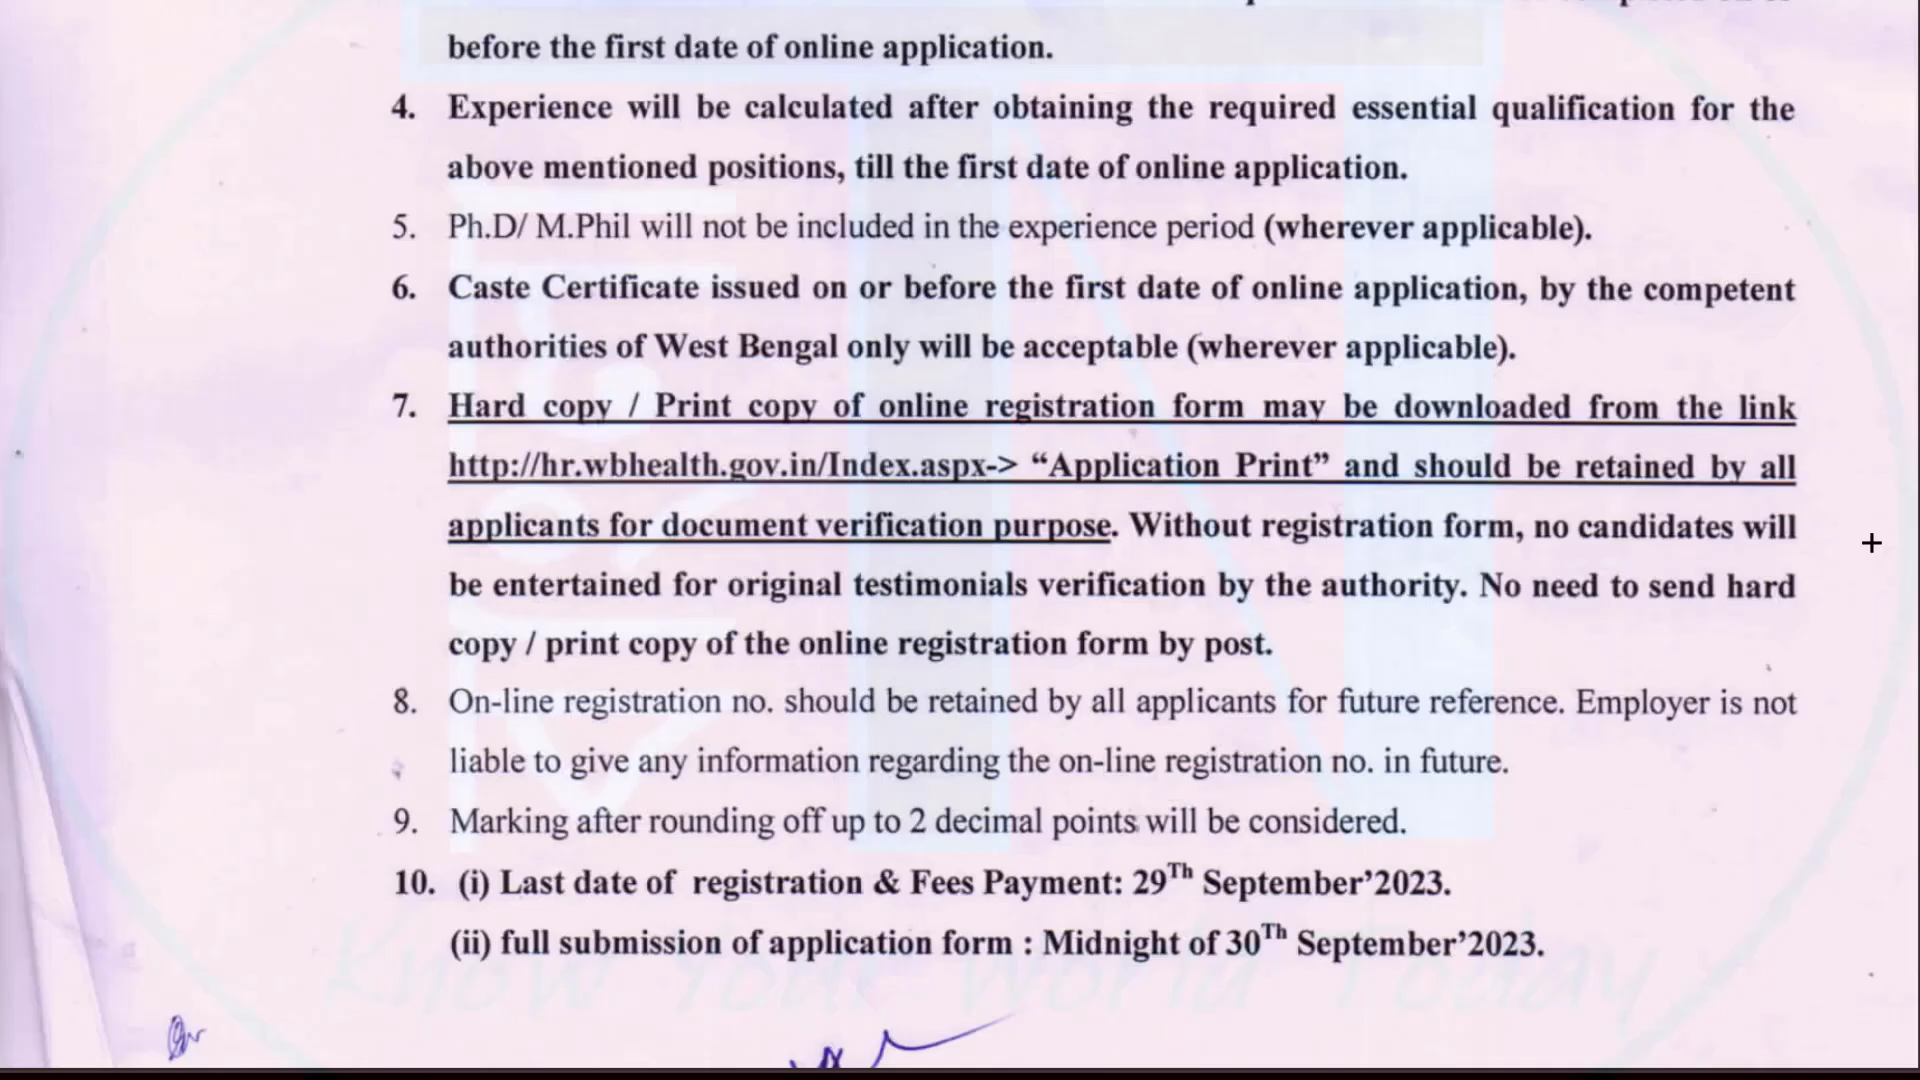 before the first date of online application.
4. Experience will be calculated after obtaining the required essential qualification for the
above mentioned positions, till the first date of online application.
5. Ph.D/ M.Phil will not be included in the experience period (wherever applicable).
6. Caste Certificate issued on or before the first date of online application, by the competent
authorities of West Bengal only will be acceptable (wherever applicable).
7. Hard copy / Print copy of online registration form may be downloaded from the link
http://hr.wbhealth.gov.in/Index.aspx-> “Application Print” and should be retained by all
applicants for document verification purpose. Without registration form, no candidates will
be entertained for original testimonials verification by the authority. No need to send hard
copy / print copy of the online registration form by post.
8. On-line registration no. should be retained by all applicants for future reference. Employer is not
liable to give any information regarding the on-line registration no. in future.
9. Marking after rounding off up to 2 decimal points will be considered.
10. (i) Last date of registration & Fees Payment: 29Th September’2023.
(ii) full submission of application form : Midnight of 30Th September’2023.
Know Your World Today